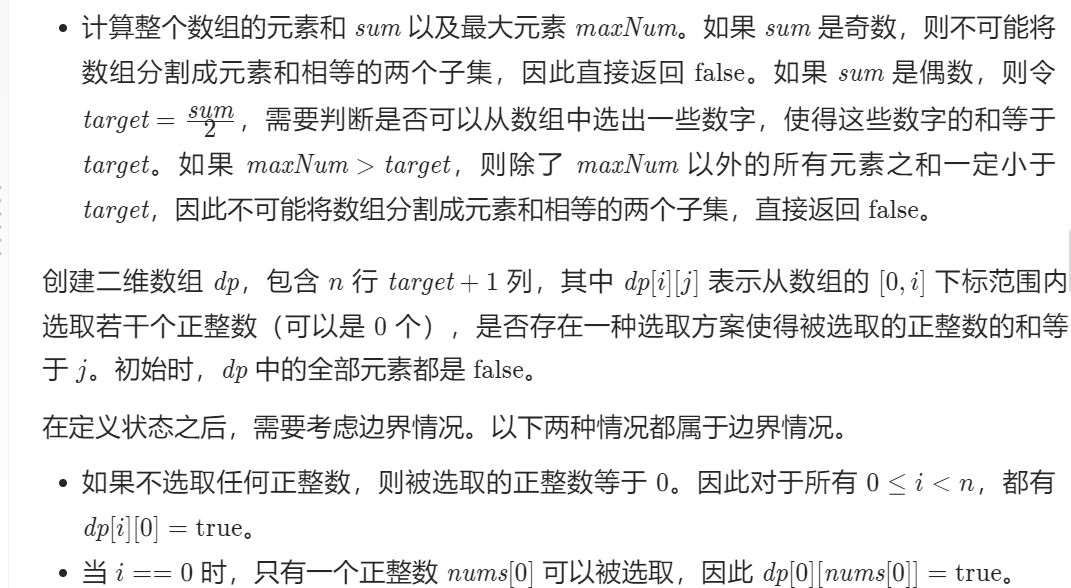 • 计算整个数组的元素和 sum 以及最大元素 maxNum。如果 sum 是奇数，则不可能将
数组分割成元素和相等的两个子集，因此直接返回 false。如果 sum 是偶数，则令
target = sum/2，需要判断是否可以从数组中选出一些数字，使得这些数字的和等于
target。如果 maxNum > target，则除了 maxNum 以外的所有元素之和一定小于
target，因此不可能将数组分割成元素和相等的两个子集，直接返回 false。
创建二维数组 dp，包含 n 行 target + 1 列，其中 dp[i][j] 表示从数组的 [0, i] 下标范围内
选取若干个正整数（可以是 0 个），是否存在一种选取方案使得被选取的正整数的和等
于 j。初始时，dp 中的全部元素都是 false。
在定义状态之后，需要考虑边界情况。以下两种情况都属于边界情况。
• 如果不选取任何正整数，则被选取的正整数等于 0。因此对于所有 0 ≤ i < n，都有
dp[i][0] = true。
• 当 i == 0 时，只有一个正整数 nums[0] 可以被选取，因此 dp[0][nums[0]] = true。